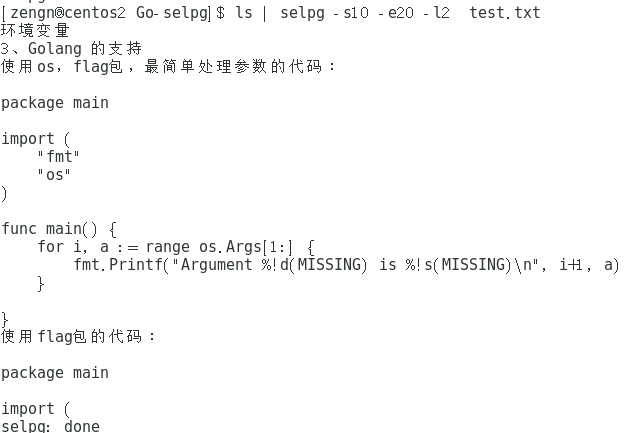 [zengn@centos2 Go-selpg]$ ls | selpg -s10 -e20 -l2  test.txt
环境变量
3、Golang 的支持
使用os，flag包，最简单处理参数的代码：

package main

import (
    "fmt"
    "os"
)

func main() {
    for i, a := range os.Args[1:] {
        fmt.Printf("Argument %!d(MISSING) is %!s(MISSING)\n", i+1, a)
    }

}
使用flag包的代码：

package main

import (
selpg: done